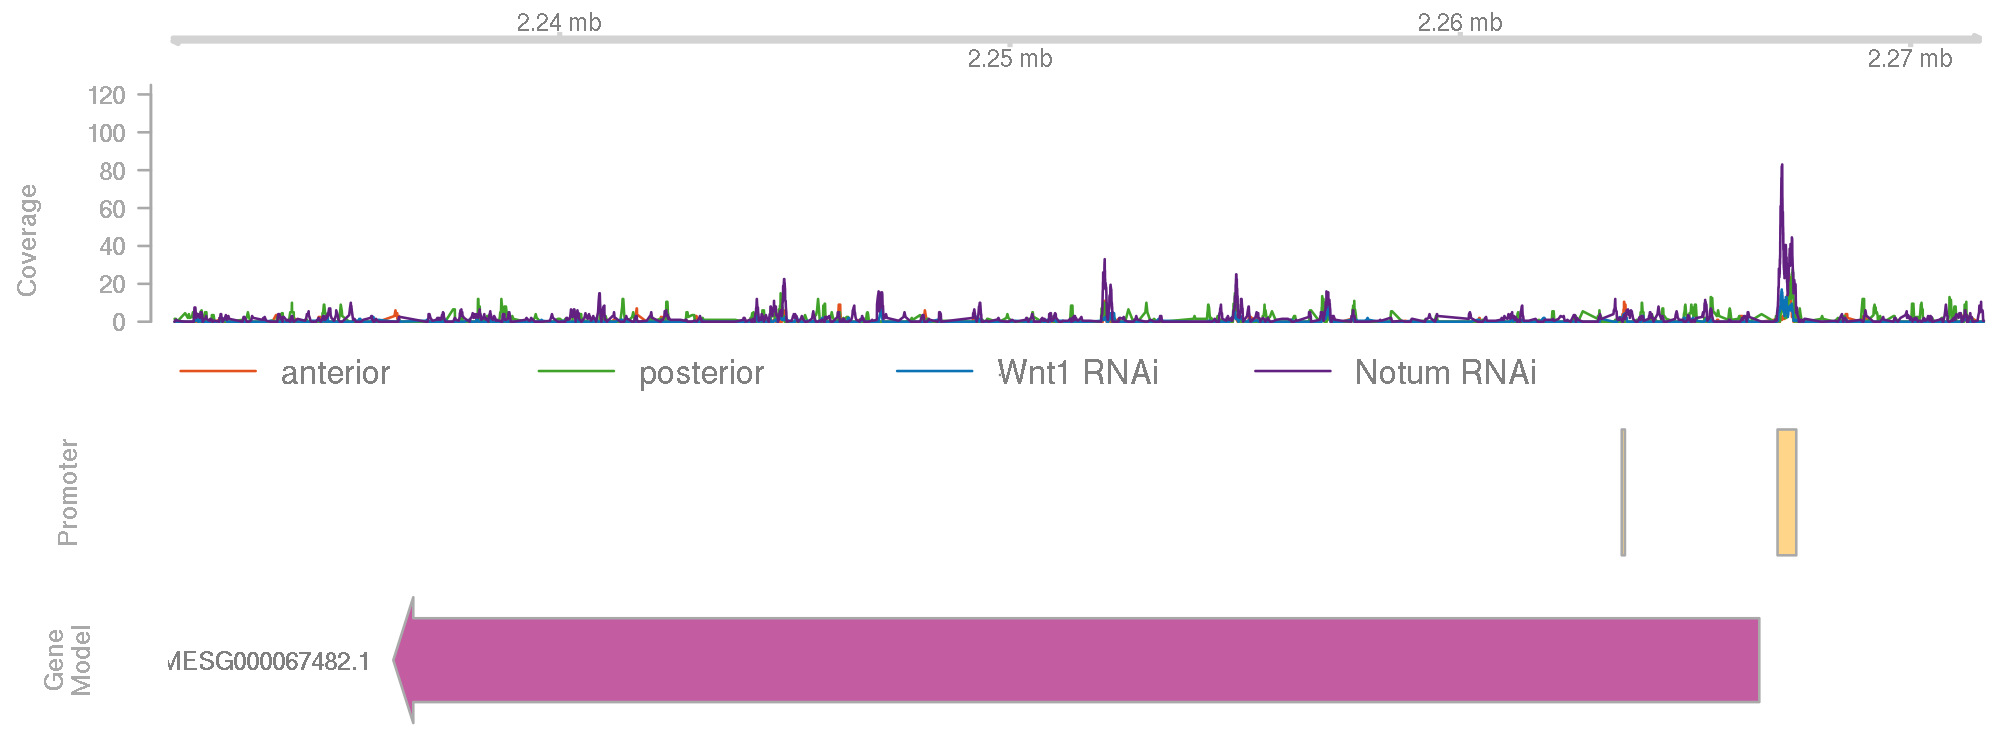 2.24 mb
2.26 mb
2.25 mb
2.27 mb
Coverage
120
100
80
60
40
20
0
anterior
posterior
Wnt1 RNAi
Notum RNAi
Promoter
Gene
Model
MESG000067482.1